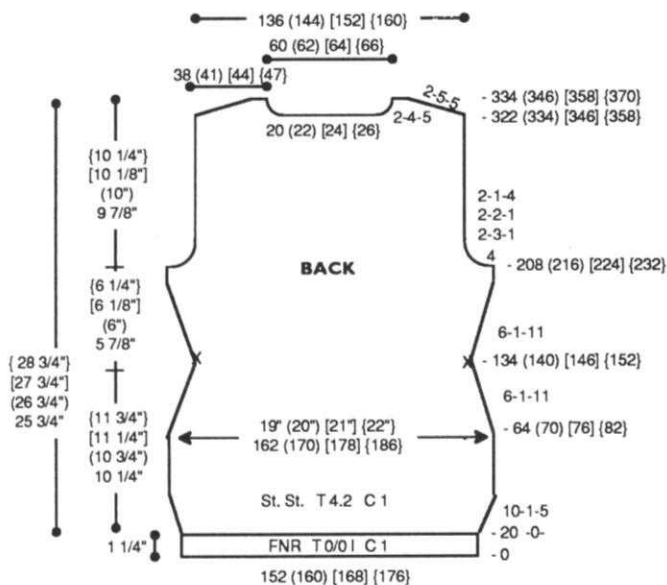 136 (144) [152] {160}
60 (62) [64] {66}
38 (41) [44] {47}
2-5-5
- 334 (346) [358] {370}
- 322 (334) [346] {358}
20 (22) [24] {26}
2-4-5
{10 1/4"}
[10 1/8"]
(10")
9 7/8"
2-1-4
2-2-1
2-3-1
4
- 208 (216) [224] {232}
BACK
{6 1/4"}
[6 1/8"]
(6")
5 7/8"
6-1-11
X
X
- 134 (140) [146] {152}
{28 3/4"}
[27 3/4"]
(26 3/4")
25 3/4"
6-1-11
{11 3/4"}
[11 1/4"]
(10 3/4")
10 1/4"
19" (20") [21"] {22"}
162 (170) [178] {186}
- 64 (70) [76] {82}
St. St. T 4.2 C 1
10-1-5
- 20 -0-
1 1/4"
FNR T 0/0 I C 1
- 0
152 (160) [168] {176}